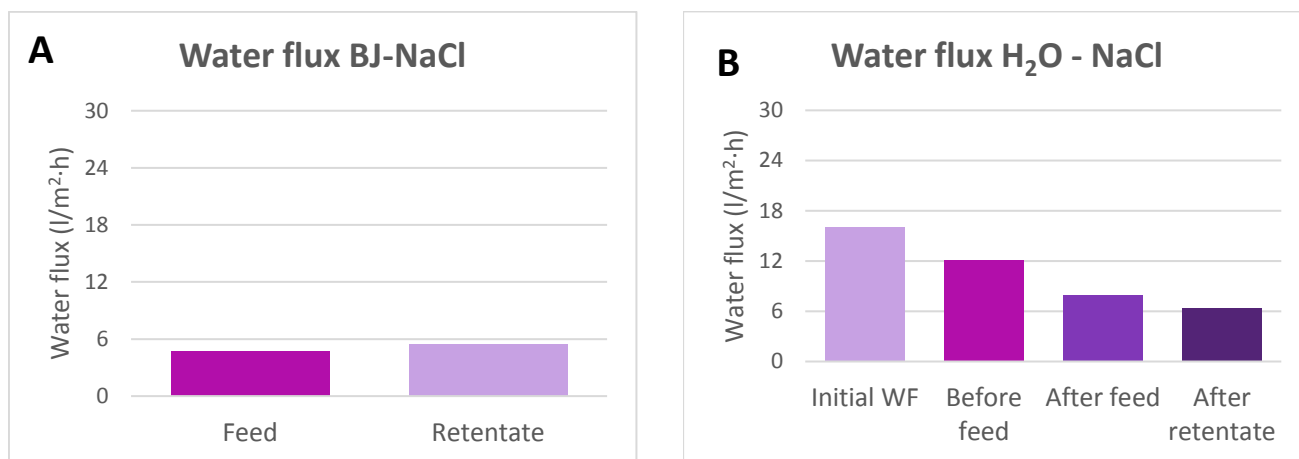 A
Water flux BJ-NaCl
Water flux (l/m²·h)
30
24
18
12
6
0
Feed
Retentate
B
Water flux H₂O - NaCl
Water flux (l/m²·h)
30
24
18
12
6
0
Initial WF
Before
feed
After feed
After
retentate